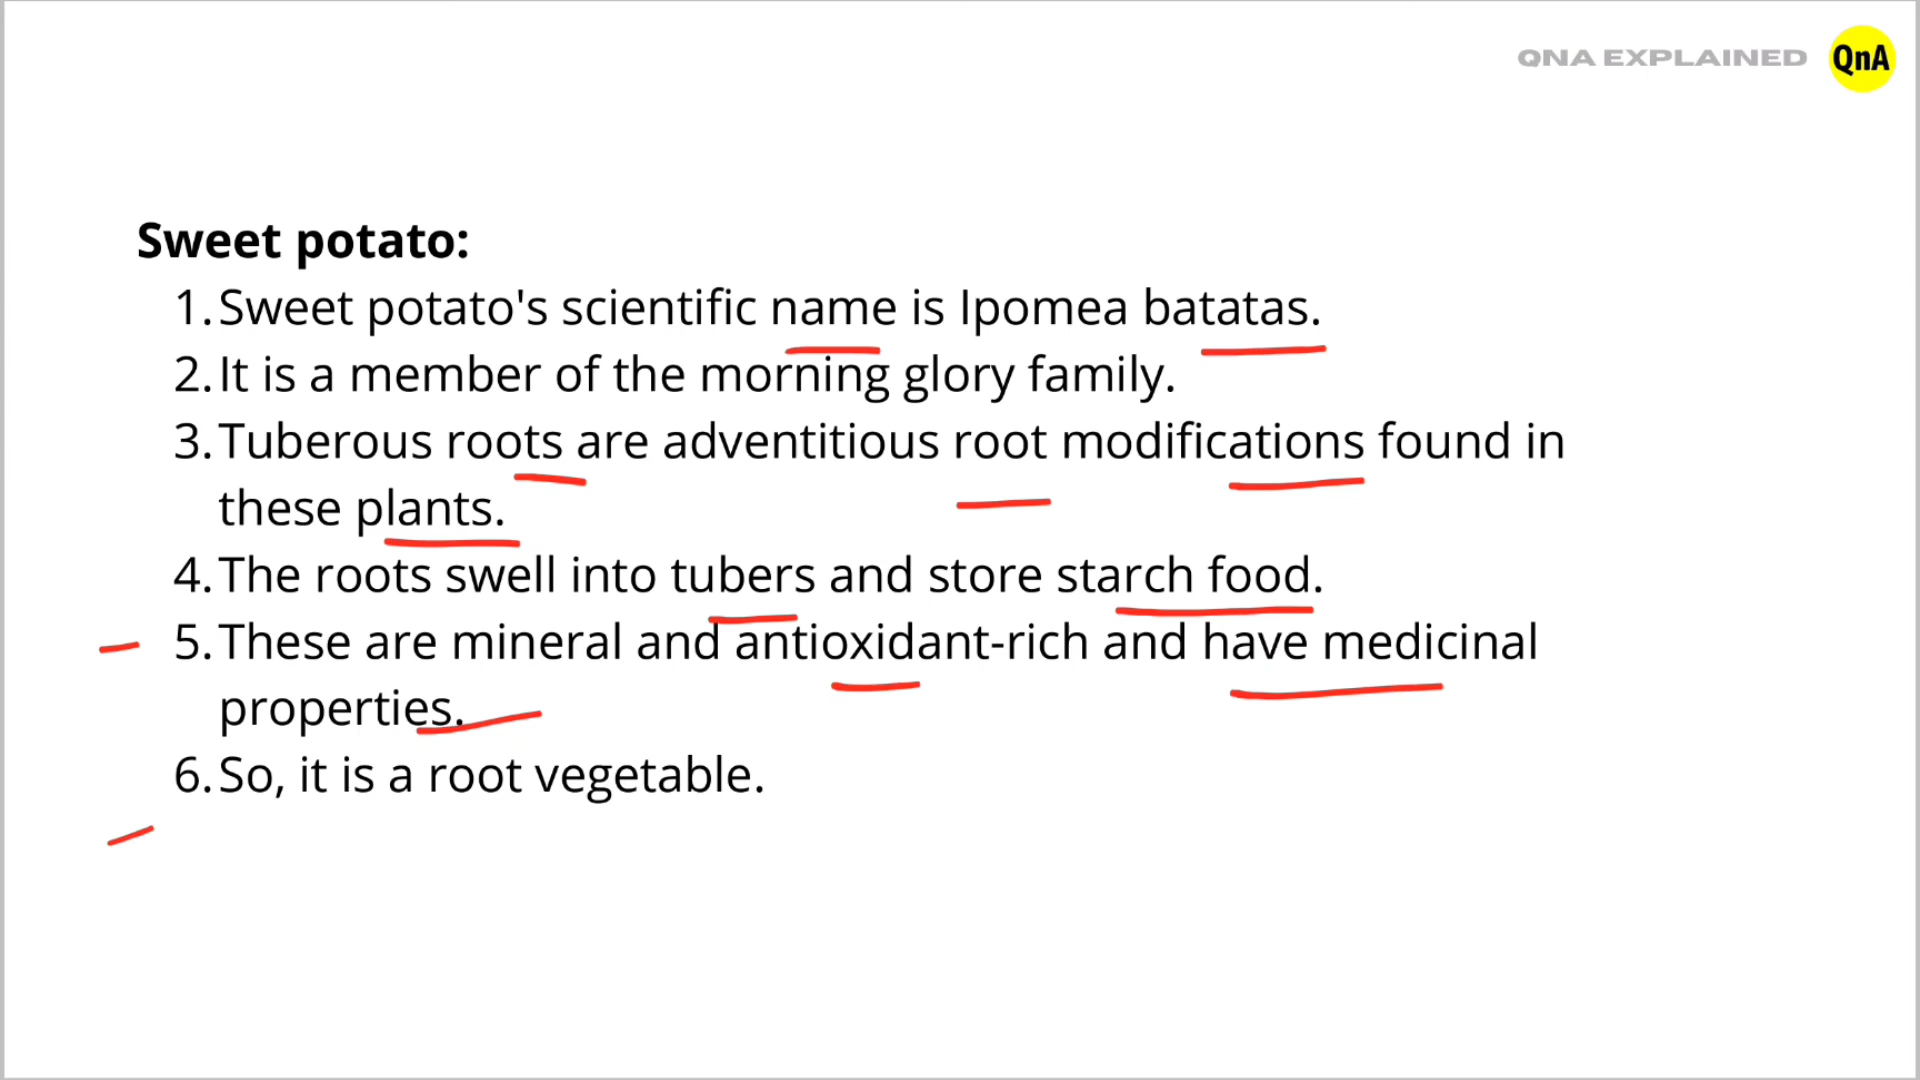 QNA EXPLAINED QnA
Sweet potato:
1. Sweet potato's scientific name is Ipomea batatas.
2. It is a member of the morning glory family.
3. Tuberous roots are adventitious root modifications found in
these plants.
4. The roots swell into tubers and store starch food.
5. These are mineral and antioxidant-rich and have medicinal
properties.
6. So, it is a root vegetable.